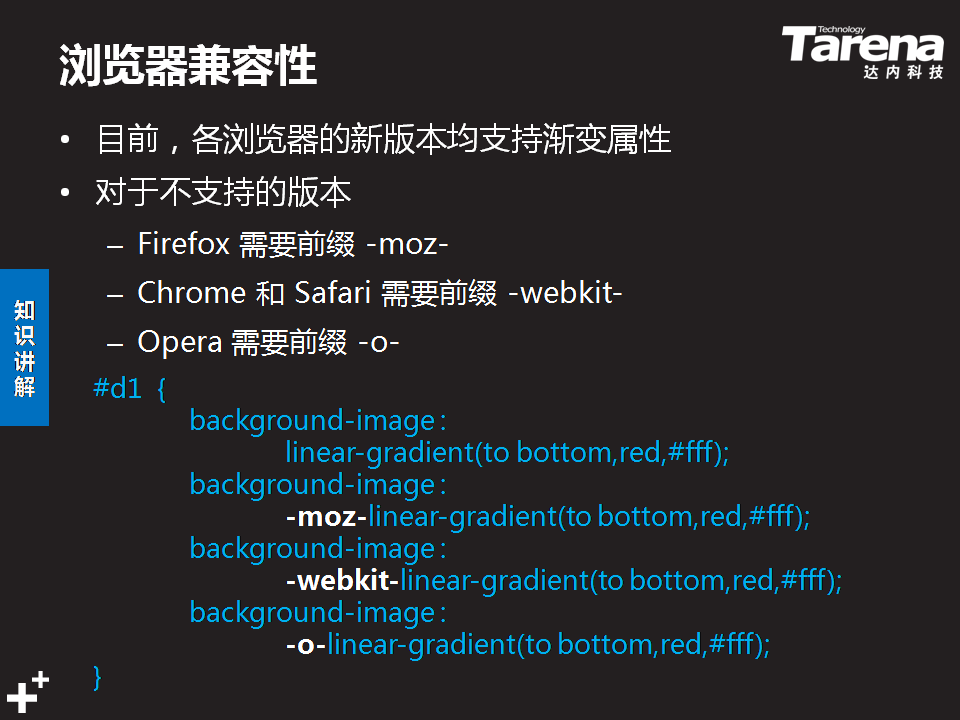 浏览器兼容性
Technology
Tarena
达内科技
• 目前，各浏览器的新版本均支持渐变属性
• 对于不支持的版本
– Firefox 需要前缀 -moz-
– Chrome 和 Safari 需要前缀 -webkit-
– Opera 需要前缀 -o-
知识讲解
#d1 {
background-image:
linear-gradient(to bottom,red,#fff);
background-image:
-moz-linear-gradient(to bottom,red,#fff);
background-image:
-webkit-linear-gradient(to bottom,red,#fff);
background-image:
-o-linear-gradient(to bottom,red,#fff);
}